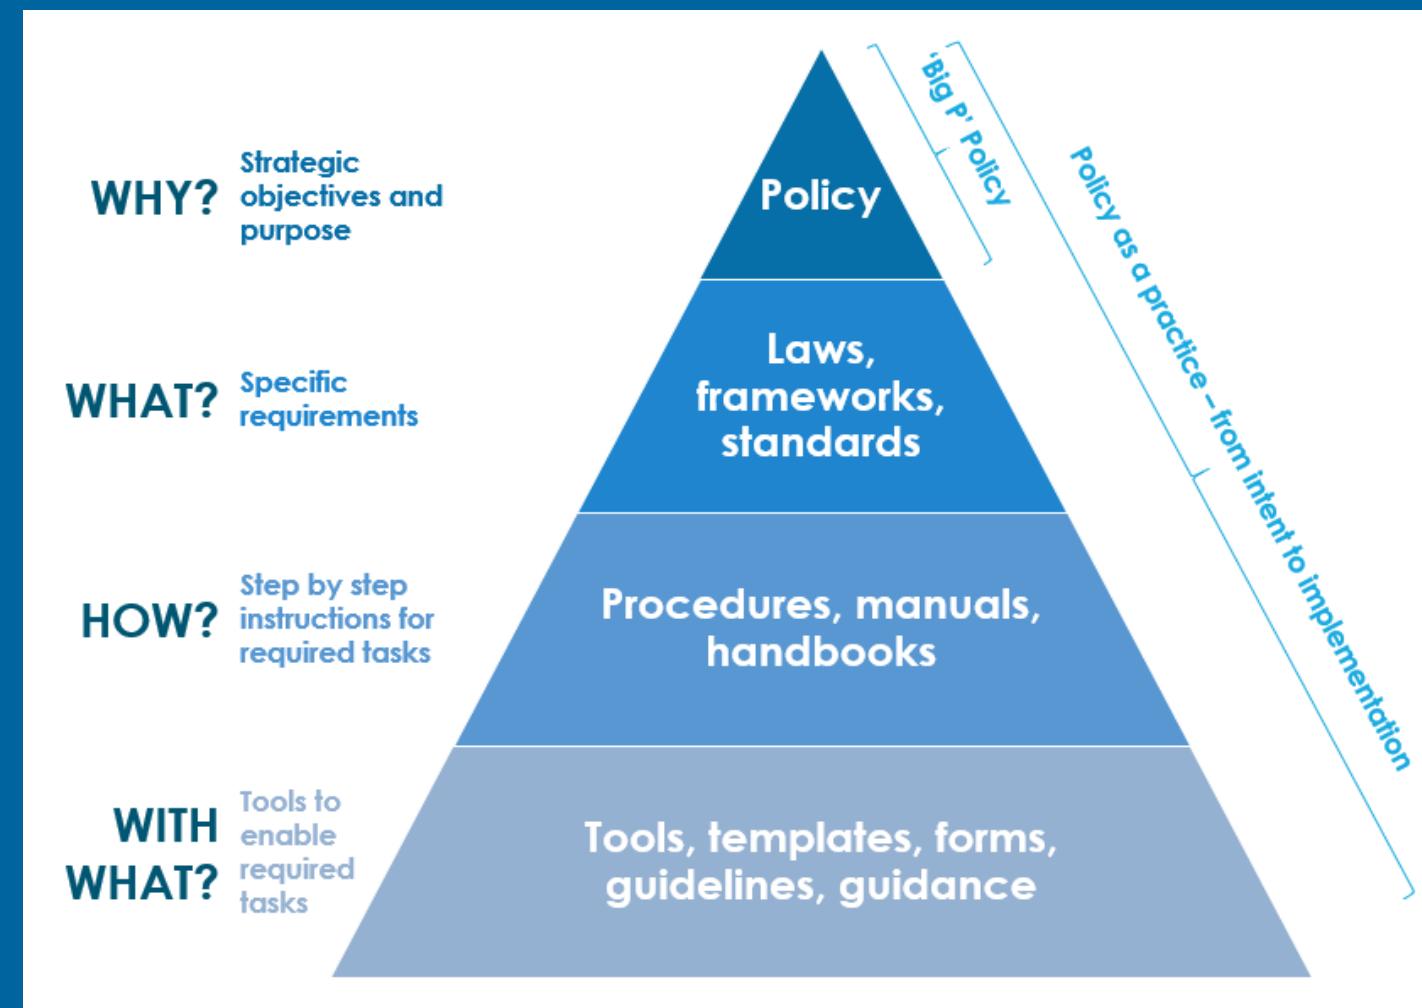 WHY?
Strategic
objectives and
purpose
Policy
'Big P' Policy
Policy as a practice – from intent to implementation
WHAT?
Specific
requirements
Laws,
frameworks,
standards
HOW?
Step by step
instructions for
required tasks
Procedures, manuals,
handbooks
WITH
WHAT?
Tools to
enable
required
tasks
Tools, templates, forms,
guidelines, guidance